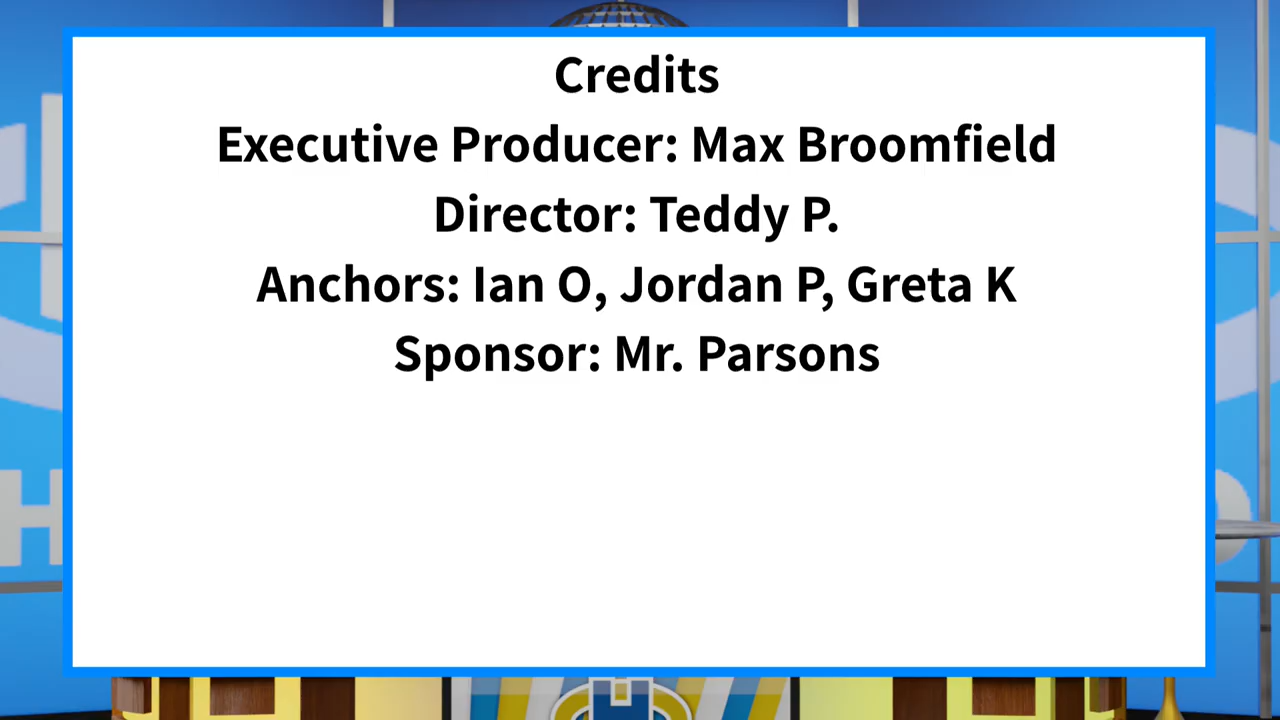 Credits
Executive Producer: Max Broomfield
Director: Teddy P.
Anchors: Ian O, Jordan P, Greta K
Sponsor: Mr. Parsons